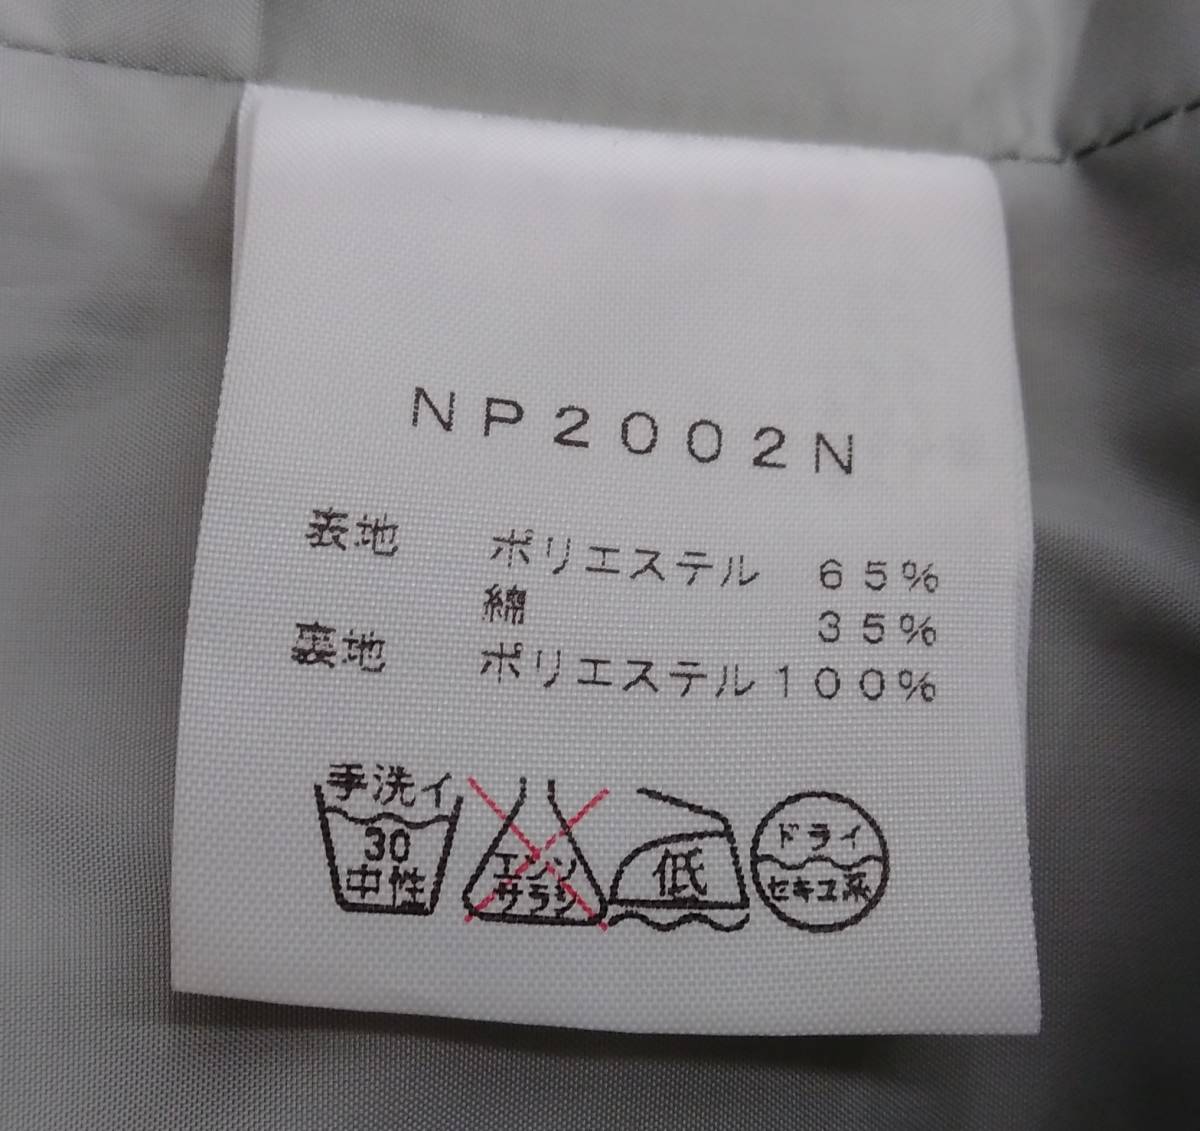 NP2002N
表地 ポリエステル 65%
綿 35%
裏地 ポリエステル100%
手洗イ
30
中性
エンソ
サラシ
低
ドライ
セキユ系